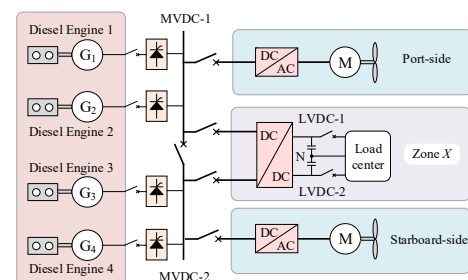 MVDC-1
Diesel Engine 1
G1
DC
AC
M
Port-side
G2
Diesel Engine 2
LVDC-1
DC
DC
N
Load
center
Zone X
LVDC-2
Diesel Engine 3
G3
G4
DC
AC
M
Starboard-side
Diesel Engine 4
MVDC-2